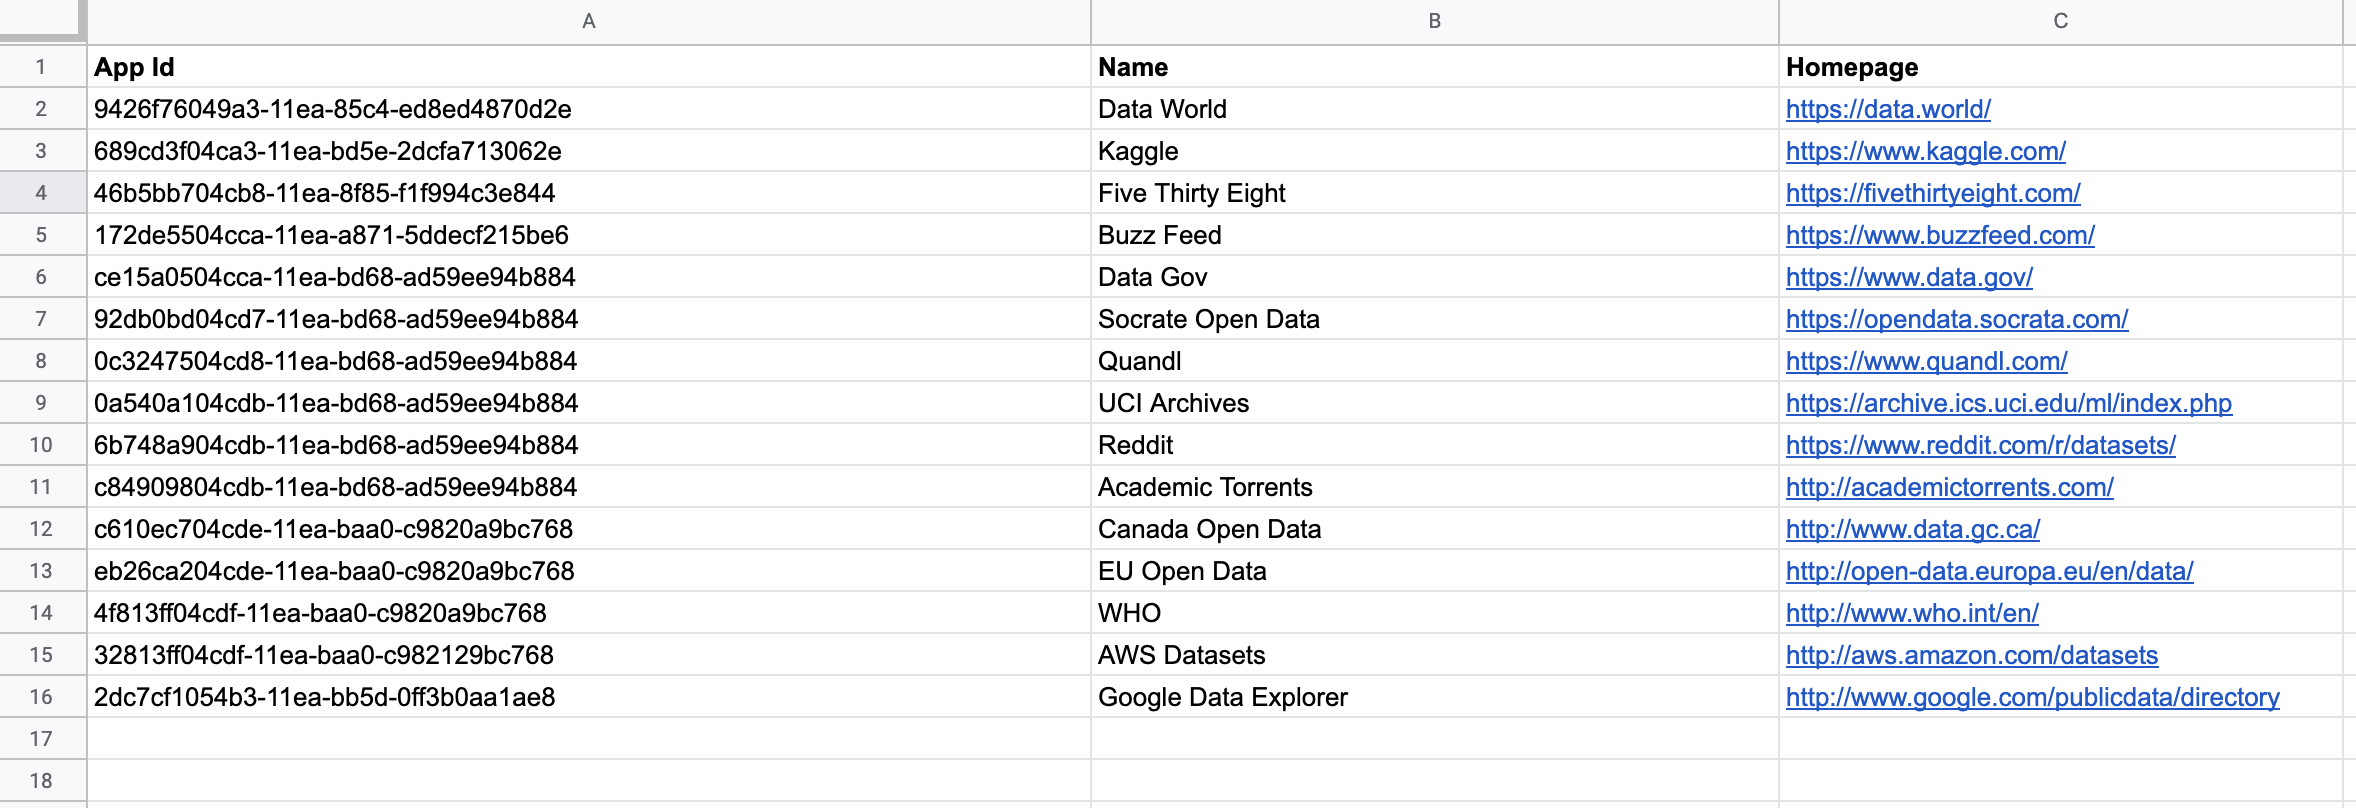 A B C
1 App Id Name Homepage
2 9426f76049a3-11ea-85c4-ed8ed4870d2e Data World https://data.world/
3 689cd3f04ca3-11ea-bd5e-2dcfa713062e Kaggle https://www.kaggle.com/
4 46b5bb704cb8-11ea-8f85-f1f994c3e844 Five Thirty Eight https://fivethirtyeight.com/
5 172de5504cca-11ea-a871-5ddecf215be6 Buzz Feed https://www.buzzfeed.com/
6 ce15a0504cca-11ea-bd68-ad59ee94b884 Data Gov https://www.data.gov/
7 92db0bd04cd7-11ea-bd68-ad59ee94b884 Socrate Open Data https://opendata.socrata.com/
8 0c3247504cd8-11ea-bd68-ad59ee94b884 Quandl https://www.quandl.com/
9 0a540a104cdb-11ea-bd68-ad59ee94b884 UCI Archives https://archive.ics.uci.edu/ml/index.php
10 6b748a904cdb-11ea-bd68-ad59ee94b884 Reddit https://www.reddit.com/r/datasets/
11 c84909804cdb-11ea-bd68-ad59ee94b884 Academic Torrents http://academictorrents.com/
12 c610ec704cde-11ea-baa0-c9820a9bc768 Canada Open Data http://www.data.gc.ca/
13 eb26ca204cde-11ea-baa0-c9820a9bc768 EU Open Data http://open-data.europa.eu/en/data/
14 4f813ff04cdf-11ea-baa0-c9820a9bc768 WHO http://www.who.int/en/
15 32813ff04cdf-11ea-baa0-c982129bc768 AWS Datasets http://aws.amazon.com/datasets
16 2dc7cf1054b3-11ea-bb5d-0ff3b0aa1ae8 Google Data Explorer http://www.google.com/publicdata/directory
17
18